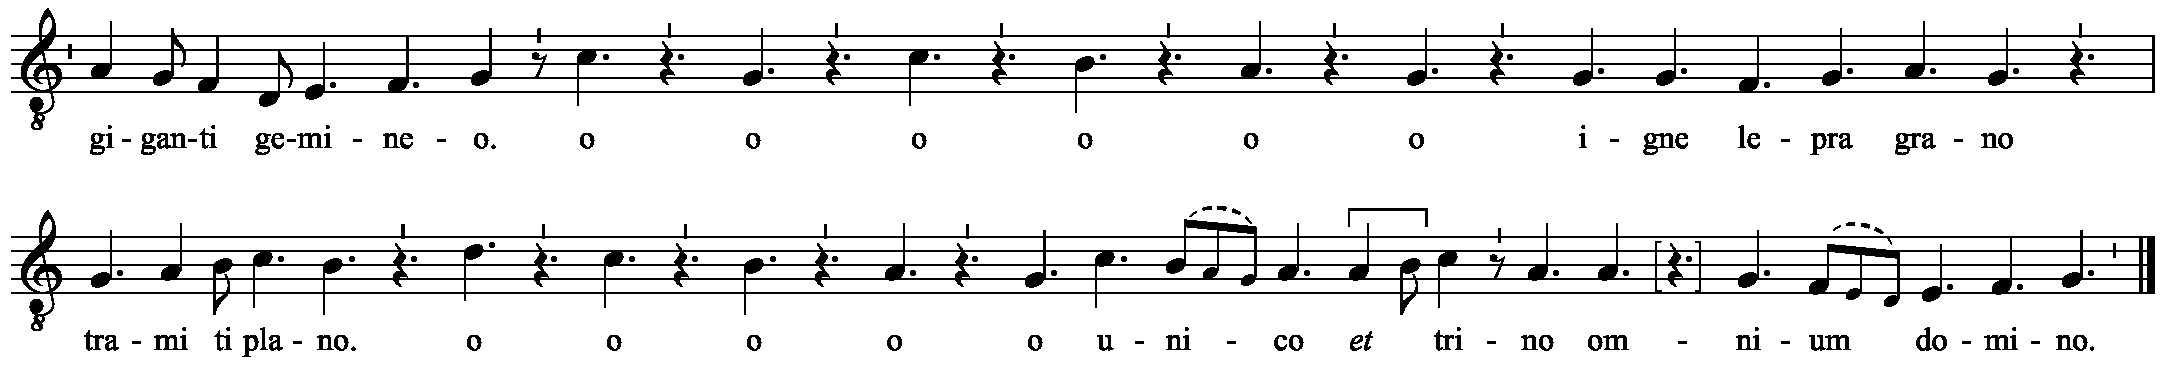 gi - gan-ti ge-mi - ne - o. o o o o o o i - gne le - pra gra - no
tra - mi ti pla - no. o o o o o u - ni - co et tri - no om - ni - um do - mi - no.